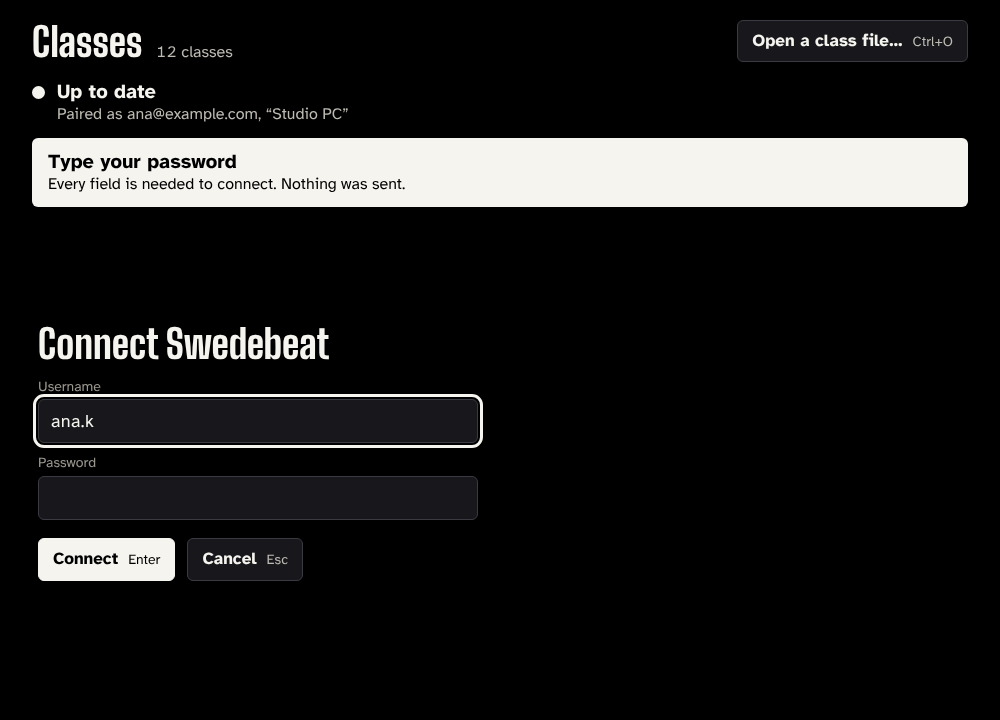 Classes 12 classes
Open a class file... Ctrl+O
Up to date
Paired as ana@example.com, “Studio PC”
Type your password
Every field is needed to connect. Nothing was sent.
Connect Swedebeat
Username
ana.k
Password
Connect Enter
Cancel Esc